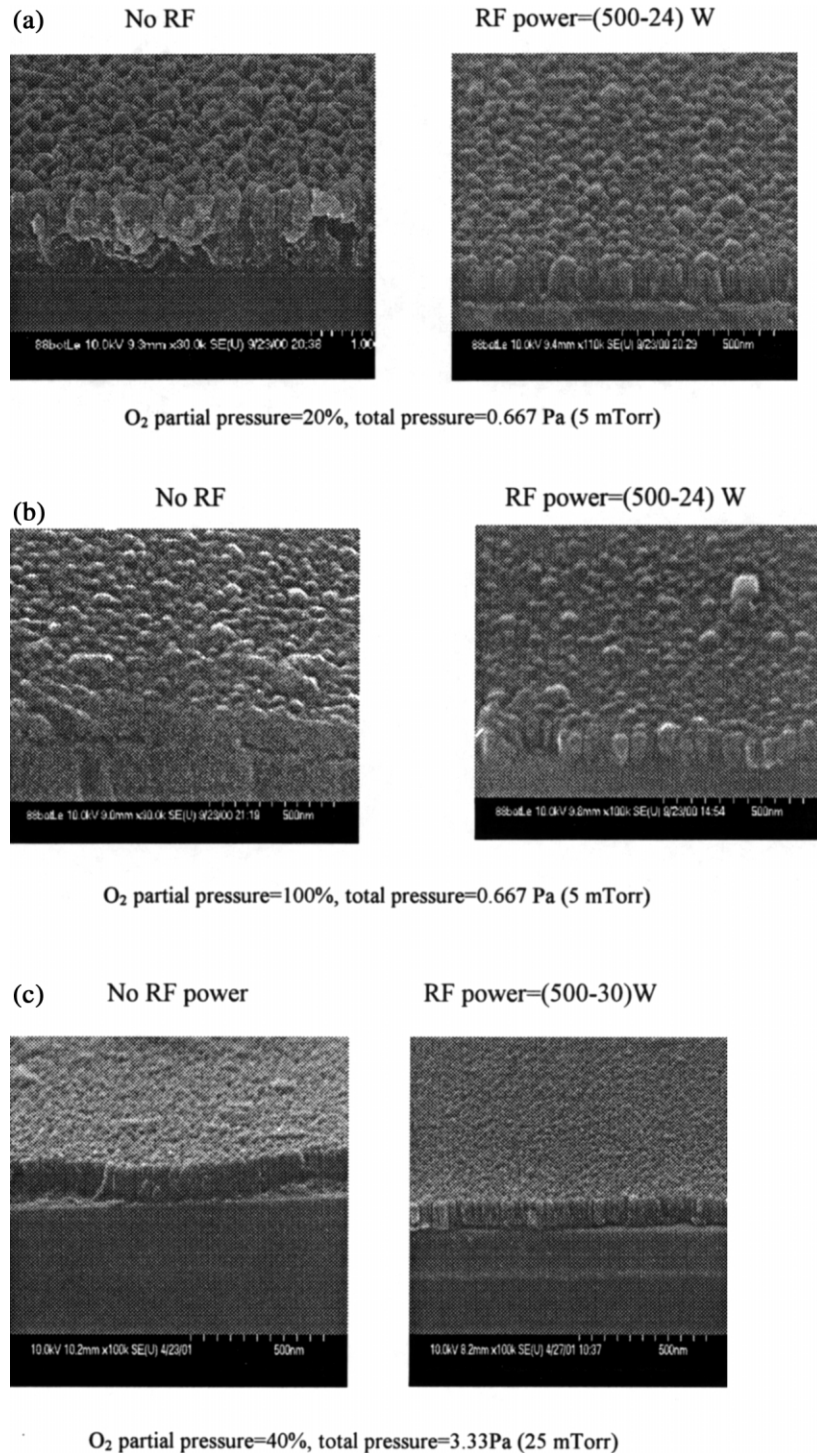 (a) No RF RF power=(500-24) W
88botLe 10.0kV 9.3mm x30.0k SE(U) 9/23/00 20:38 1.00
88botLe 10.0kV 9.4mm x110k SE(U) 9/23/00 20:29 500nm
O₂ partial pressure=20%, total pressure=0.667 Pa (5 mTorr)
(b) No RF RF power=(500-24) W
88botLe 10.0kV 9.0mm x90.0k SE(U) 9/23/00 21:19 500nm
88botLe 10.0kV 9.8mm x100k SE(U) 9/23/00 14:54 500nm
O₂ partial pressure=100%, total pressure=0.667 Pa (5 mTorr)
(c) No RF power RF power=(500-30)W
10.0kV 10.2mm x100k SE(U) 4/23/01 500nm
10.0kV 8.2mm x100k SE(U) 4/27/01 10:37 500nm
O₂ partial pressure=40%, total pressure=3.33Pa (25 mTorr)